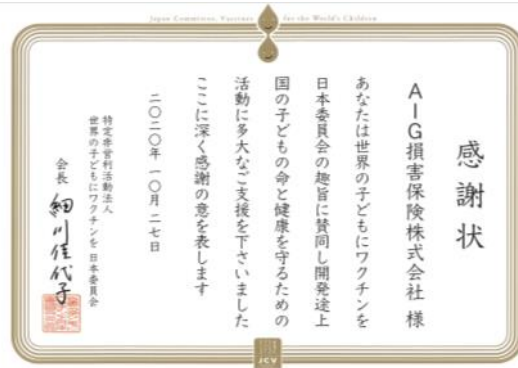 Japan Committee, Vaccines for the World's Children
感謝状
AIG損害保険株式会社 様
あなたは世界の子どもにワクチンを
日本委員会の趣旨に賛同し開発途上
国の子どもの命と健康を守るための
活動に多大なご支援を下さいました
ここに深く感謝の意を表します
二〇二〇年 一〇月 二七日
特定非営利活動法人
世界の子どもにワクチンを 日本委員会
会長 細川佳代子
JCV